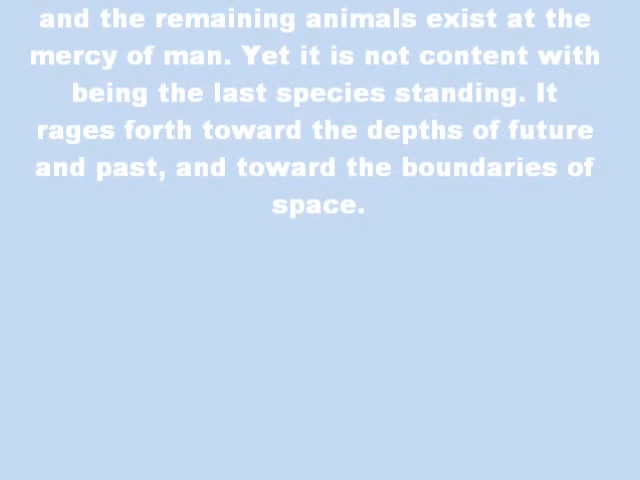 and the remaining animals exist at the
mercy of man. Yet it is not content with
being the last species standing. It
rages forth toward the depths of future
and past, and toward the boundaries of
space.